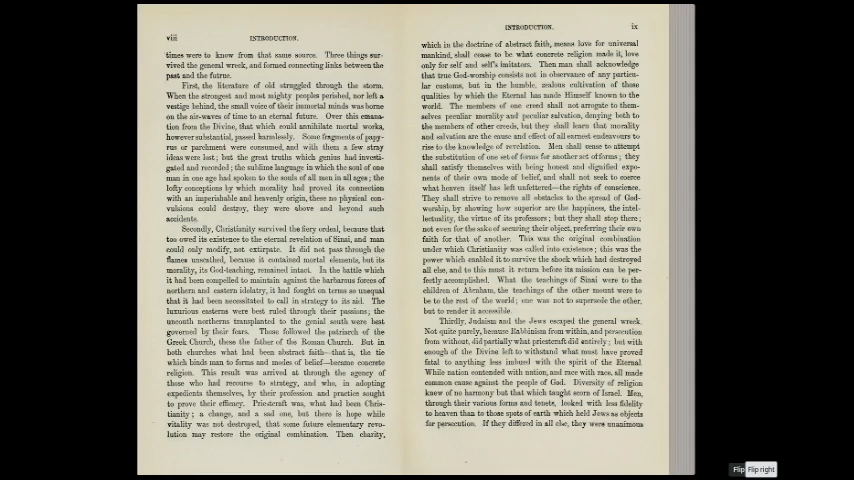 viii
INTRODUCTION.
times were to know from that same source. Three things sur-
vived the general wreck, and formed connecting links between the
past and the future.
First, the literature of old struggled through the storm.
When the strongest and most mighty peoples perished, nor left a
vestige behind, the small voice of their immortal minds was borne
on the air-waves of time to an eternal future. Over this emana-
tion from the Divine, that which could annihilate mortal works,
however substantial, passed harmlessly. Some fragments of papy-
rus or parchment were consumed, and with them a few stray
ideas were lost; but the great truths which genius had investi-
gated and recorded; the sublime language in which the soul of one
man in one age had spoken to the souls of all men in all ages; the
lofty conceptions by which morality had proved its connection
with an imperishable and heavenly origin, these no physical con-
vulsions could destroy, they were above and beyond such
accidents.
Secondly, Christianity survived the fiery ordeal, because that
too owed its existence to the eternal revelation of Sinai, and man
could only modify, not extirpate. It did not pass through the
flames unscathed, because it contained mortal elements, but its
morality, its God-teaching, remained intact. In the battle which
it had been compelled to maintain against the barbarous forces of
northern and eastern idolatry, it had fought on terms so unequal
that it had been necessitated to call in strategy to its aid. The
luxurious easterns were best ruled through their passions; the
uncouth northerns transplanted to the genial south were best
governed by their fears. Those followed the patriarch of the
Greek Church, these the father of the Roman Church. But in
both churches what had been abstract faith—that is, the tie
which binds man to forms and modes of belief—became concrete
religion. This result was arrived at through the agency of
those who had recourse to strategy, and who, in adopting
expedients themselves, by their profession and practice sought
to prove their efficacy. Priestcraft was, what had been Chris-
tianity; a change, and a sad one, but there is hope while
vitality was not destroyed, that some future elementary revo-
lution may restore the original combination. Then charity,
INTRODUCTION.
ix
which in the doctrine of abstract faith, means love for universal
mankind, shall cease to be what concrete religion made it, love
only for self and self's imitators. Then man shall acknowledge
that true God-worship consists not in observance of any particu-
lar customs, but in the humble, zealous cultivation of those
qualities by which the Eternal has made Himself known to the
world. The members of one creed shall not arrogate to them-
selves peculiar morality and peculiar salvation, denying both to
the members of other creeds, but they shall learn that morality
and salvation are the cause and effect of all earnest endeavours to
rise to the knowledge of revelation. Men shall cease to attempt
the substitution of one set of forms for another set of forms; they
shall satisfy themselves with being honest and dignified expo-
nents of their own mode of belief, and shall not seek to coerce
what heaven itself has left unfettered—the rights of conscience.
They shall strive to remove all obstacles to the spread of God-
worship, by showing how superior are the happiness, the intel-
lectuality, the virtue of its professors; but they shall stop there;
not even for the sake of securing their object, preferring their own
faith for that of another. This was the original combination
under which Christianity was called into existence; this was the
power which enabled it to survive the shock which had destroyed
all else, and to this must it return before its mission can be per-
fectly accomplished. What the teachings of Sinai were to the
children of Abraham, the teachings of the other mount were to
be to the rest of the world; one was not to supersede the other,
but to render it accessible.
Thirdly, Judaism and the Jews escaped the general wreck.
Not quite purely, because Rabbinism from within, and persecution
from without, did partially what priestcraft did entirely; but with
enough of the Divine left to withstand what must have proved
fatal to anything less imbued with the spirit of the Eternal.
While nation contended with nation, and race with race, all made
common cause against the people of God. Diversity of religion
knew of no harmony but that which taught scorn of Israel. Men,
through their various forms and tenets, looked with less fidelity
to heaven than to those spots of earth which held Jews as objects
for persecution. If they differed in all else, they were unanimous
Flip
Flip right